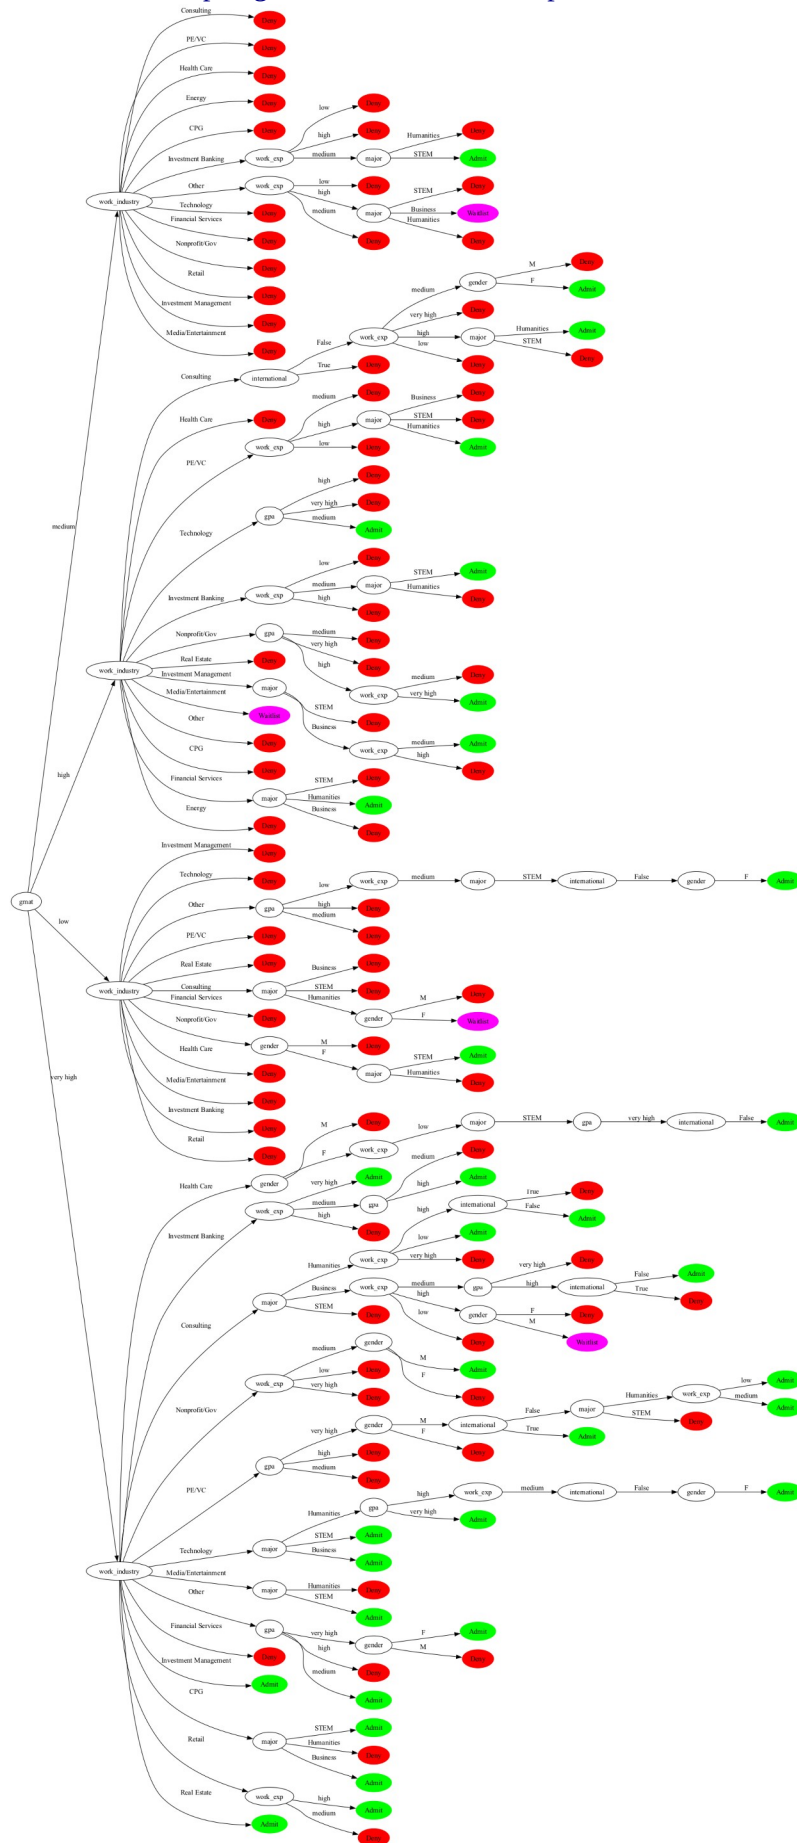 Consulting
Deny
PE/VC
Deny
Health Care
Deny
Energy
Deny
low
Deny
CPG
Deny
high
Deny
Humanities
Deny
Investment Banking
work_exp
medium
major
STEM
Admit
Other
work_exp
low
Deny
STEM
Deny
work_industry
Technology
Deny
high
major
Business
Waitlist
Financial Services
Deny
medium
Deny
Humanities
Deny
Nonprofit/Gov
Deny
Retail
Deny
Investment Management
Deny
Media/Entertainment
Deny
M
Deny
medium
gender
F
Admit
very high
Deny
False
work_exp
high
major
Humanities
Admit
low
Deny
STEM
Deny
Consulting
international
True
Deny
medium
Deny
Business
Deny
Health Care
Deny
high
major
STEM
Deny
PE/VC
work_exp
low
Deny
Humanities
Admit
high
Deny
very high
Deny
Technology
gpa
medium
Admit
medium
low
Deny
STEM
Admit
Investment Banking
work_exp
medium
major
Humanities
Deny
high
Deny
Nonprofit/Gov
gpa
medium
Deny
very high
Deny
work_industry
Real Estate
Deny
high
work_exp
medium
Deny
very high
Admit
Investment Management
major
STEM
Deny
Media/Entertainment
Waitlist
Other
Deny
Business
work_exp
medium
Admit
high
Deny
CPG
Deny
high
Financial Services
major
STEM
Deny
Humanities
Admit
Business
Deny
Energy
Deny
Investment Management
Deny
Technology
Deny
low
work_exp
medium
major
STEM
international
False
gender
F
Admit
gmat
Other
gpa
high
Deny
medium
Deny
low
PE/VC
Deny
Real Estate
Deny
Business
Deny
work_industry
Consulting
major
STEM
Deny
Humanities
gender
M
Deny
F
Waitlist
Financial Services
Deny
Nonprofit/Gov
gender
M
Deny
F
major
STEM
Admit
Humanities
Deny
Health Care
Deny
very high
Media/Entertainment
Deny
Investment Banking
Deny
Retail
Deny
M
Deny
low
major
STEM
gpa
very high
international
False
Admit
Health Care
gender
F
work_exp
very high
Admit
medium
Deny
Investment Banking
work_exp
medium
gpa
high
Admit
high
Deny
high
international
True
Deny
False
Admit
Humanities
work_exp
low
Admit
very high
Deny
Consulting
major
Business
work_exp
medium
gpa
very high
Deny
high
international
False
Admit
True
Deny
STEM
Deny
high
gender
F
Deny
M
Waitlist
low
Deny
medium
gender
M
Admit
F
Deny
Nonprofit/Gov
work_exp
low
Deny
very high
Deny
very high
gender
M
international
False
major
Humanities
work_exp
low
Admit
medium
Admit
STEM
Deny
True
Admit
F
Deny
PE/VC
gpa
high
Deny
medium
Deny
Humanities
gpa
high
work_exp
medium
international
False
gender
F
Admit
very high
Admit
Technology
major
STEM
Admit
Business
Admit
work_industry
Media/Entertainment
major
Humanities
Deny
STEM
Admit
Other
gpa
very high
gender
F
Admit
M
Deny
high
Deny
medium
Admit
Financial Services
Deny
Investment Management
Admit
CPG
major
STEM
Admit
Humanities
Deny
Business
Admit
Retail
work_exp
high
Admit
medium
Deny
Real Estate
Admit